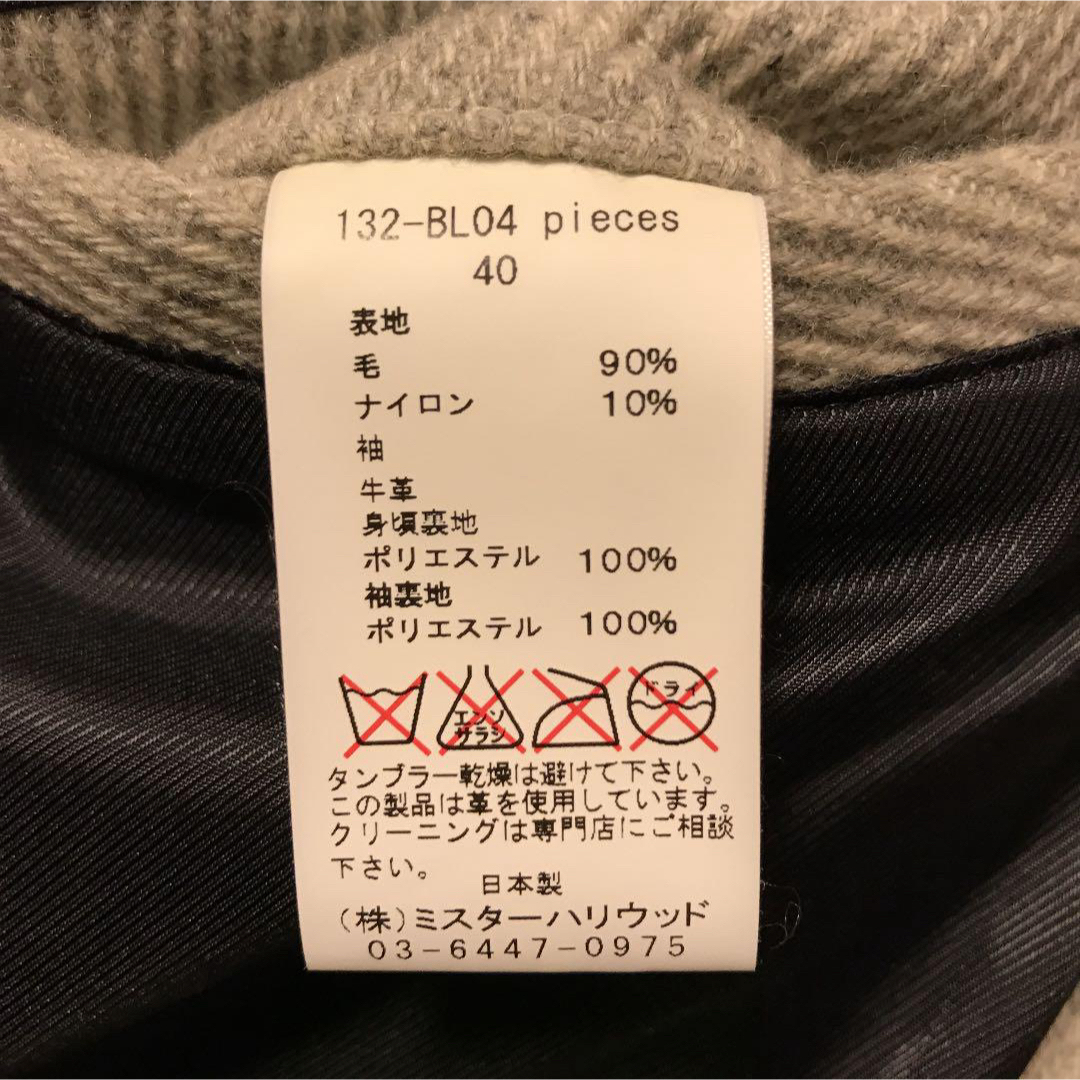 132-BL04 pieces
40
表地
毛 90%
ナイロン 10%
袖
牛革
身頃裏地
ポリエステル 100%
袖裏地
ポリエステル 100%
エンソ サラシ
ドライ
タンブラー乾燥は避けて下さい。
この製品は革を使用しています。
クリーニングは専門店にご相談
下さい。
日本製
(株)ミスターハリウッド
03-6447-0975